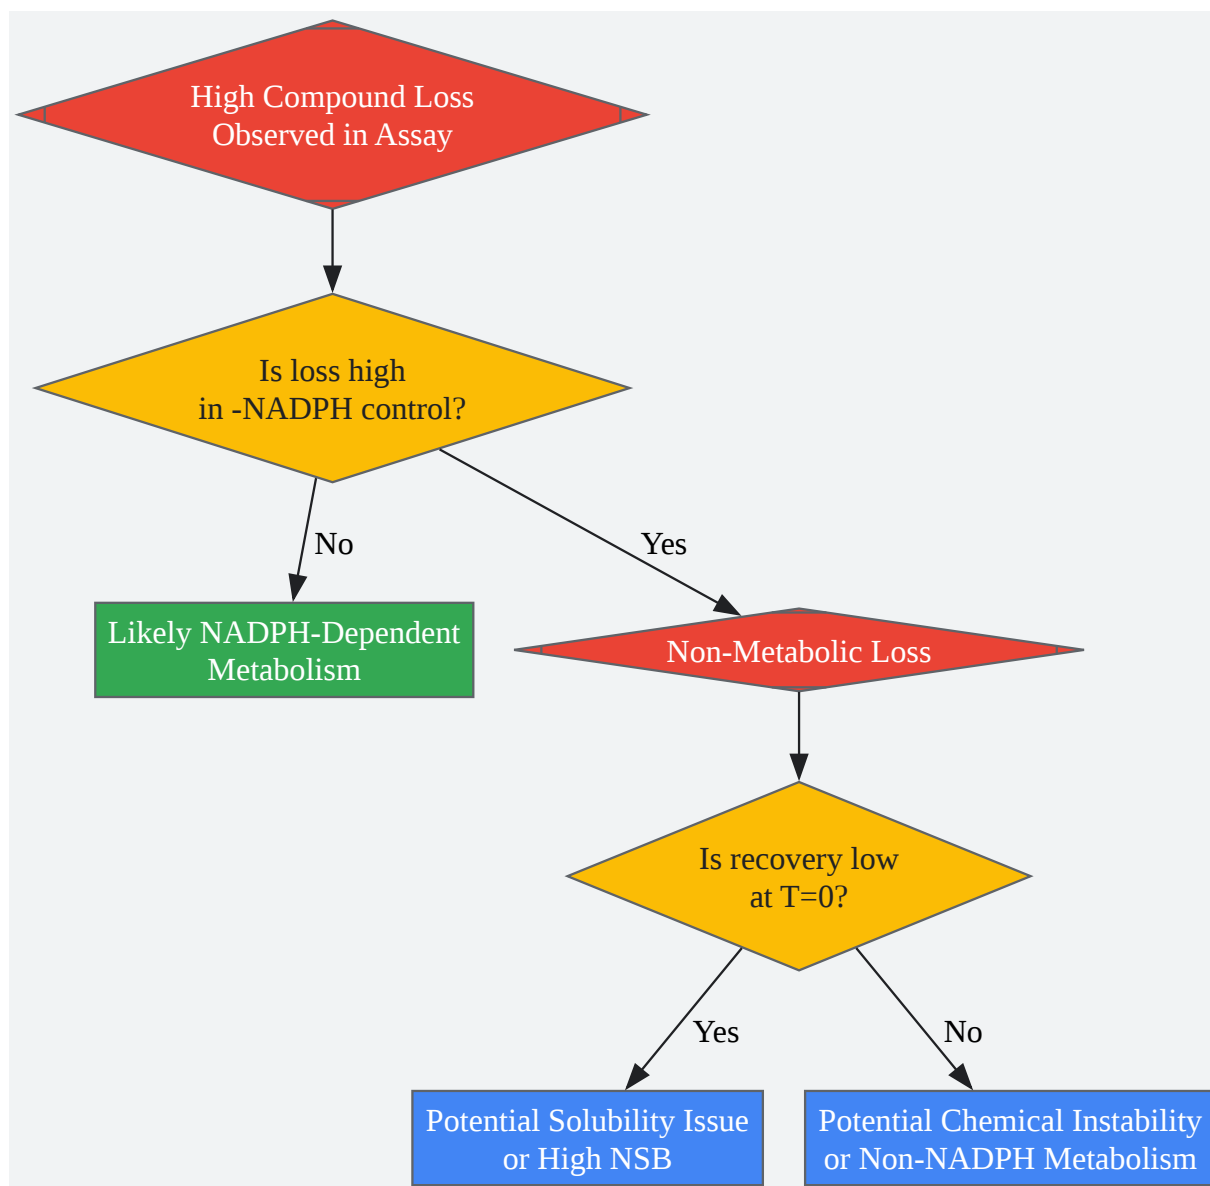 High Compound Loss
Observed in Assay
Is loss high
in -NADPH control?
No
Yes
Likely NADPH-Dependent
Metabolism
Non-Metabolic Loss
Is recovery low
at T=0?
Yes
No
Potential Solubility Issue
or High NSB
Potential Chemical Instability
or Non-NADPH Metabolism